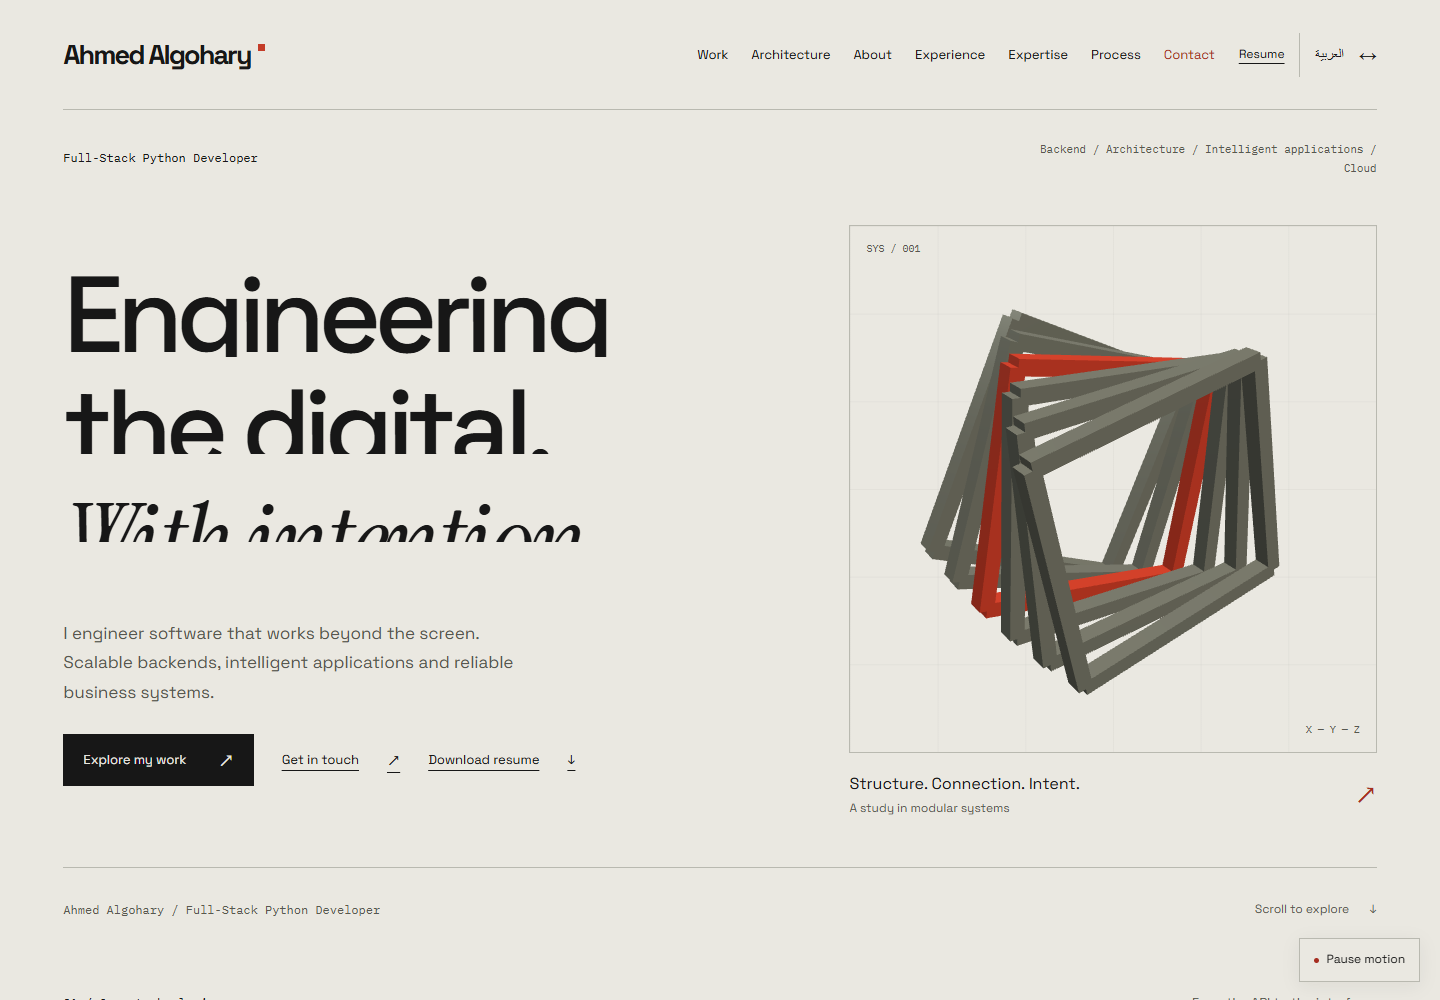 Ahmed Algohary
Work Architecture About Experience Expertise Process Contact Resume العربية
Full-Stack Python Developer
Backend / Architecture / Intelligent applications /
Cloud
SYS / 001
Engineering
the digital.
With intention
I engineer software that works beyond the screen.
Scalable backends, intelligent applications and reliable
business systems.
Explore my work ↗
Get in touch ↗
Download resume ↓
X — Y — Z
Structure. Connection. Intent.
A study in modular systems
Ahmed Algohary / Full-Stack Python Developer
Scroll to explore ↓
Pause motion